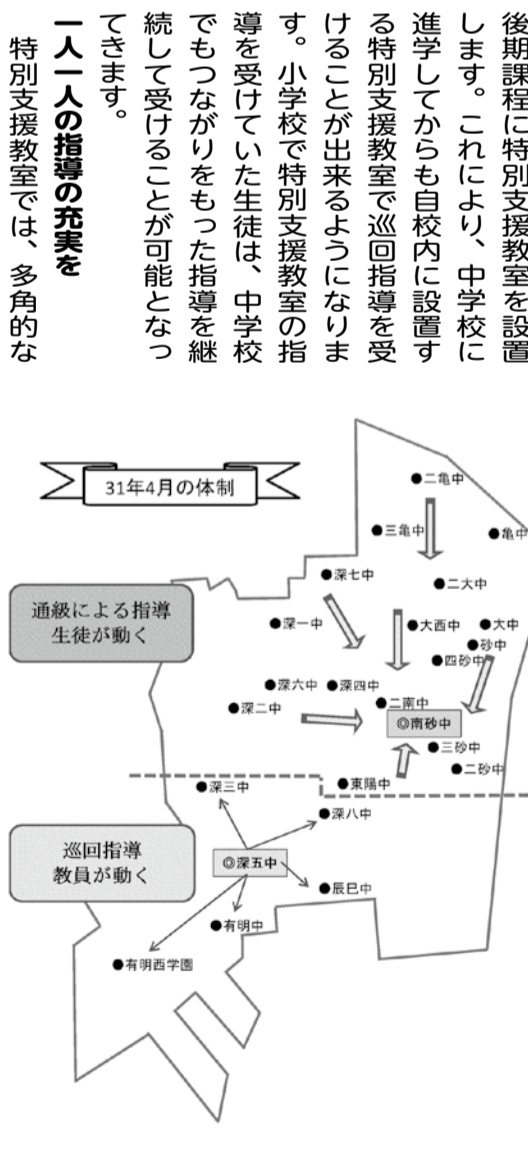 後期課程に特別支援教室を設置
します。これにより、中学校に
進学してからも自校内に設置す
る特別支援教室で巡回指導を受
けることが出来るようになりま
す。小学校で特別支援教室の指
導を受けていた生徒は、中学校
でもつながりをもった指導を継
続して受けることが可能となっ
てきます。
一人一人の指導の充実を
特別支援教室では、多角的な
31年4月の体制
●二亀中
●三亀中
●亀中
●深七中
●二大中
通級による指導
生徒が動く
●深一中
●大西中
●大中
●砂中
●四砂中
●深六中
●深四中
●深二中
●二南中
◎南砂中
●三砂中
●二砂中
●東陽中
●深三中
●深八中
巡回指導
教員が動く
◎深五中
●辰巳中
●有明中
●有明西学園